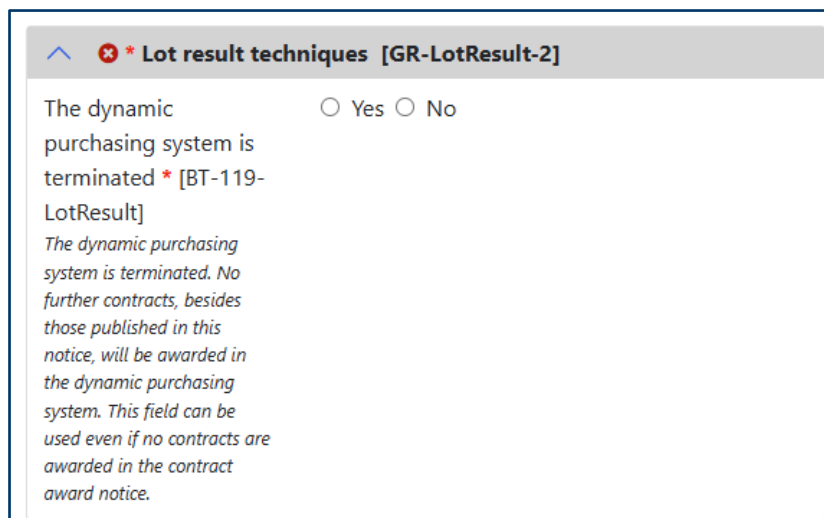 * Lot result techniques [GR-LotResult-2]
The dynamic
purchasing system is
terminated * [BT-119-
LotResult]
Yes No
The dynamic purchasing
system is terminated. No
further contracts, besides
those published in this
notice, will be awarded in
the dynamic purchasing
system. This field can be
used even if no contracts are
awarded in the contract
award notice.